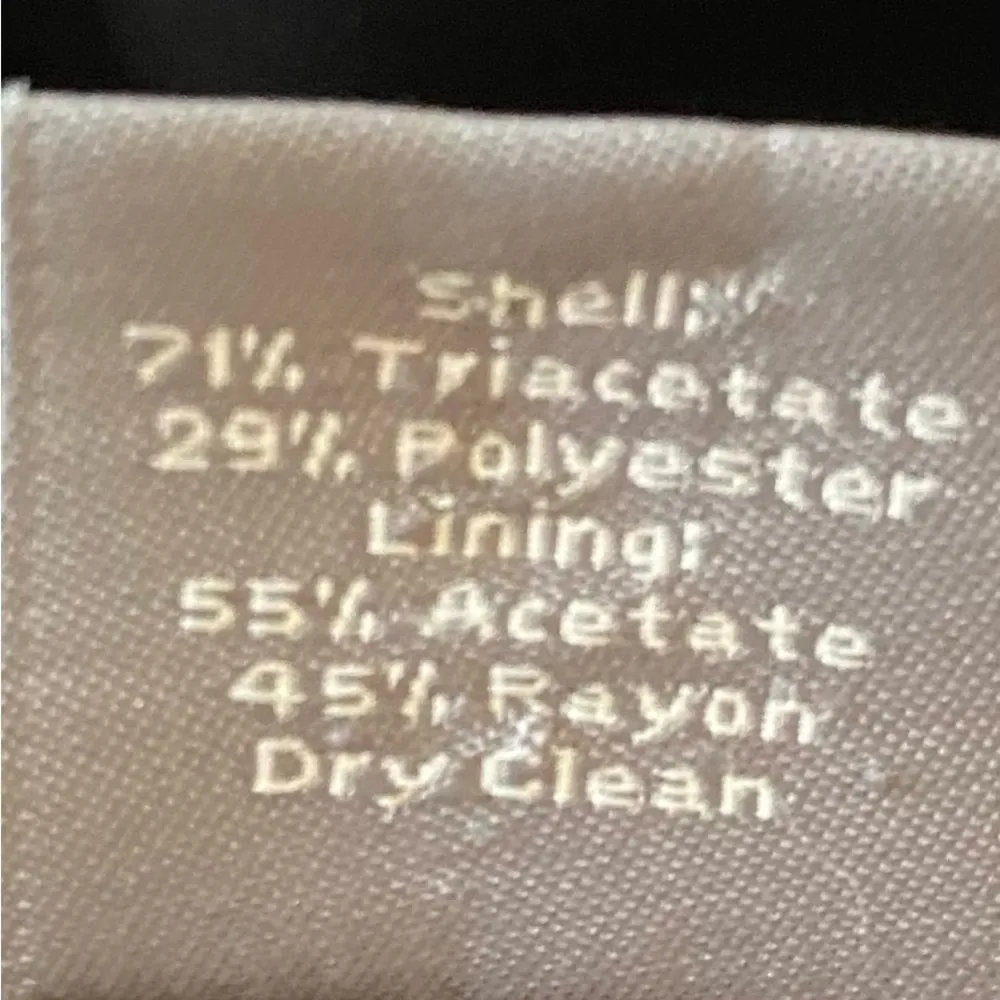 Shell:
71% Triacetate
29% Polyester
Lining:
55% Acetate
45% Rayon
Dry Clean